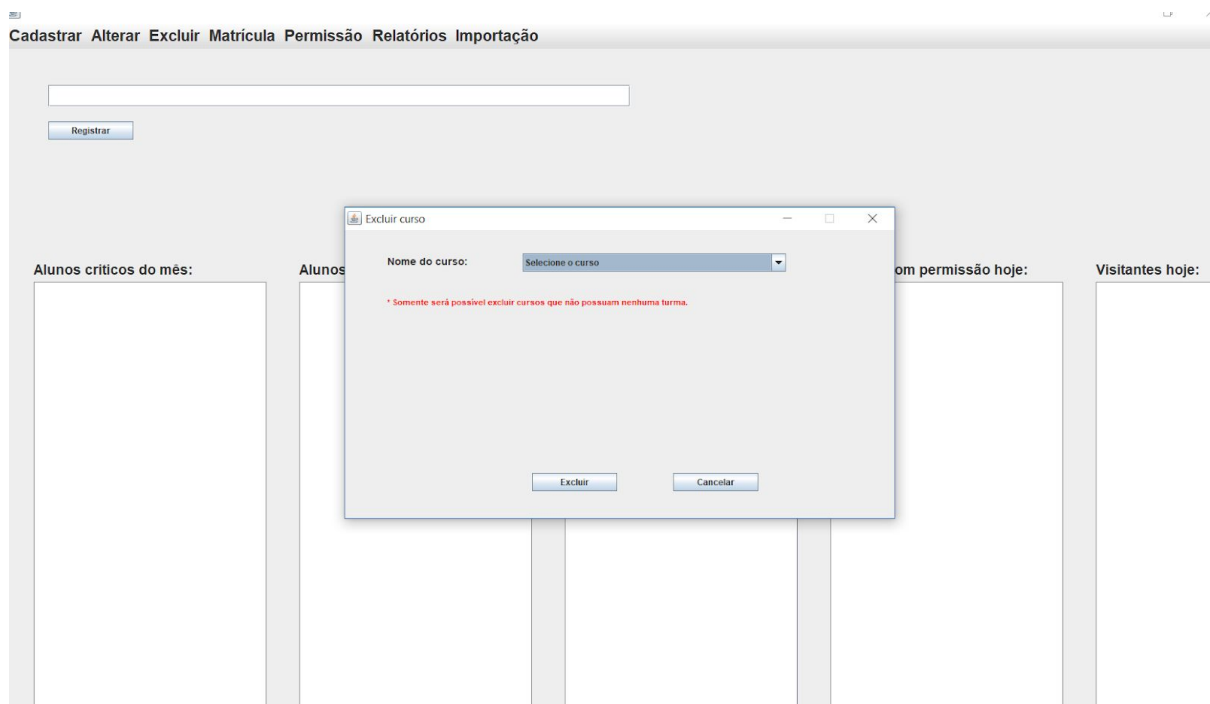 Cadastrar Alterar Excluir Matrícula Permissão Relatórios Importação
Registrar
Excluir curso
Nome do curso: Selecione o curso
* Somente será possível excluir cursos que não possuam nenhuma turma.
Excluir Cancelar
Alunos criticos do mês: Alunos om permissão hoje: Visitantes hoje: